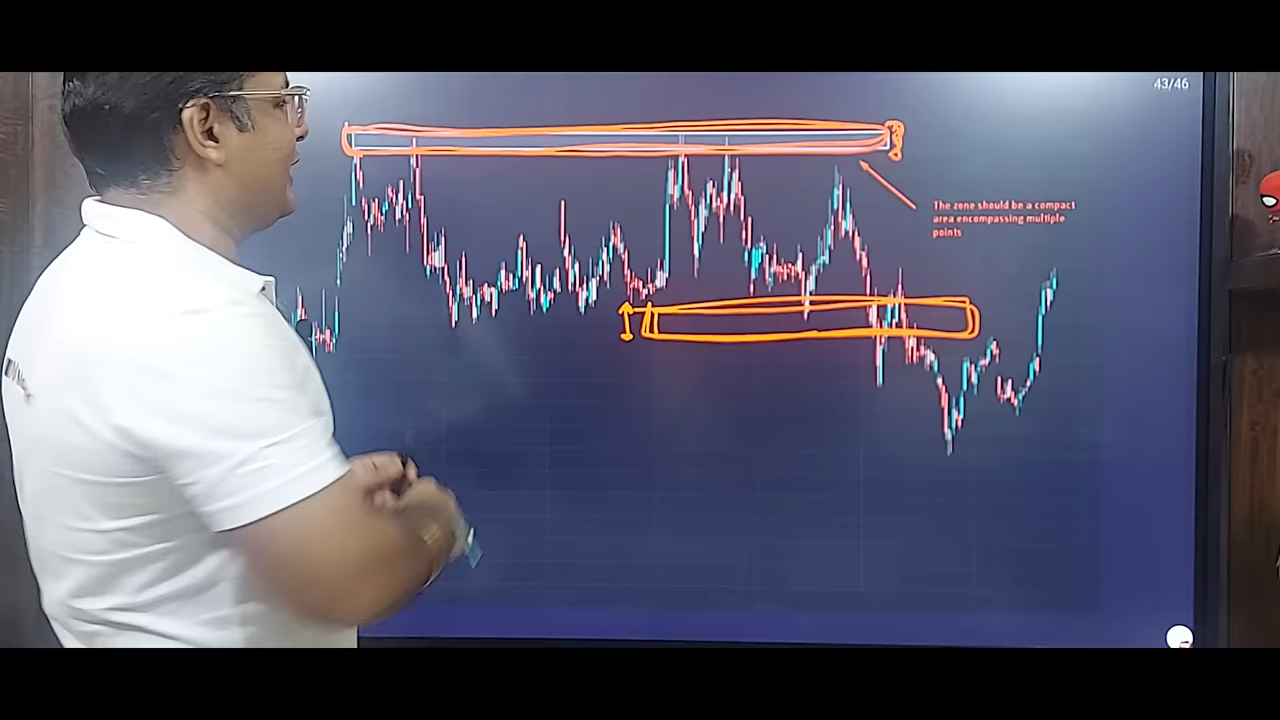 43/46
The zone should be a compact
area encompassing multiple
points